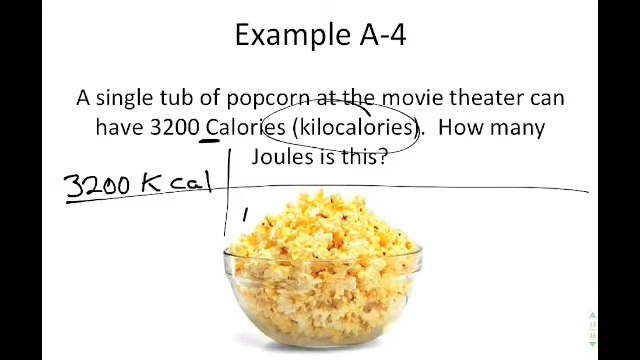 Example A-4
A single tub of popcorn at the movie theater can
have 3200 Calories (kilocalories). How many
Joules is this?
3200 K cal